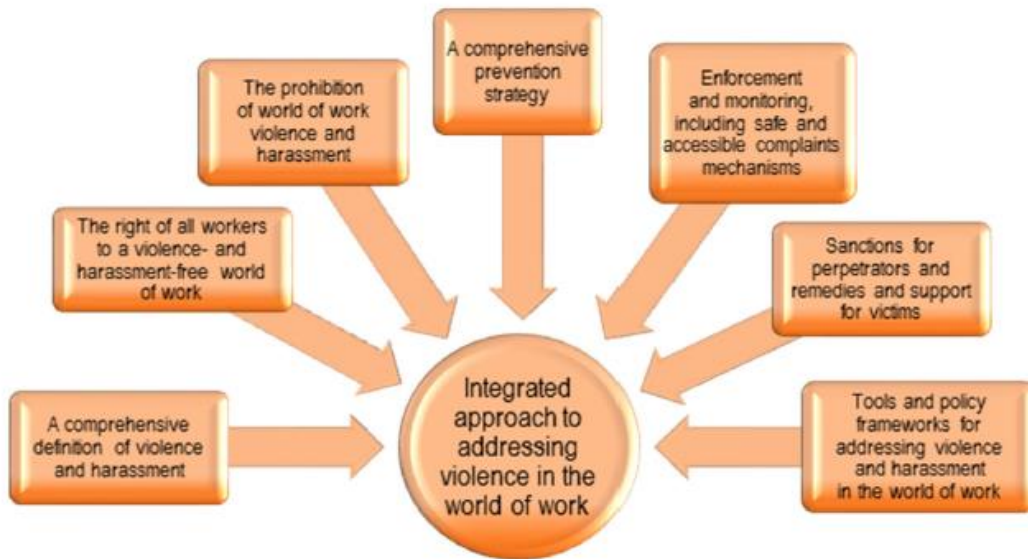 A comprehensive
prevention
strategy
The prohibition
of world of work
violence and
harassment
Enforcement
and monitoring,
including safe and
accessible complaints
mechanisms
The right of all workers
to a violence- and
harassment-free world
of work
Sanctions for
perpetrators and
remedies and support
for victims
A comprehensive
definition of violence
and harassment
Integrated
approach to
addressing
violence in the
world of work
Tools and policy
frameworks for
addressing violence
and harassment
in the world of work